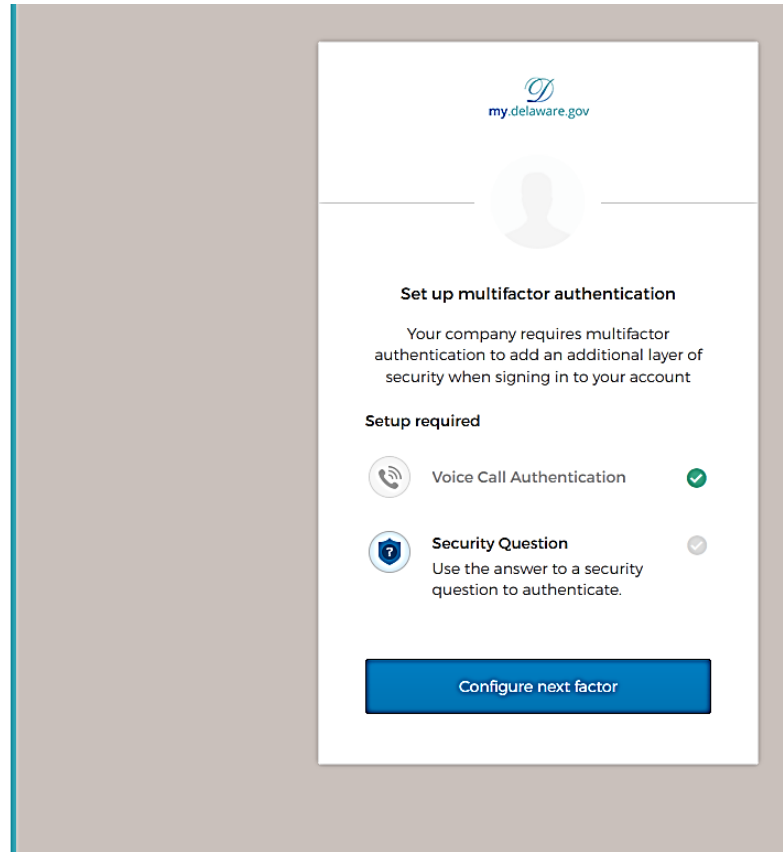 D
my.delaware.gov
Set up multifactor authentication
Your company requires multifactor
authentication to add an additional layer of
security when signing in to your account
Setup required
Voice Call Authentication
?
Security Question
Use the answer to a security
question to authenticate.
Configure next factor